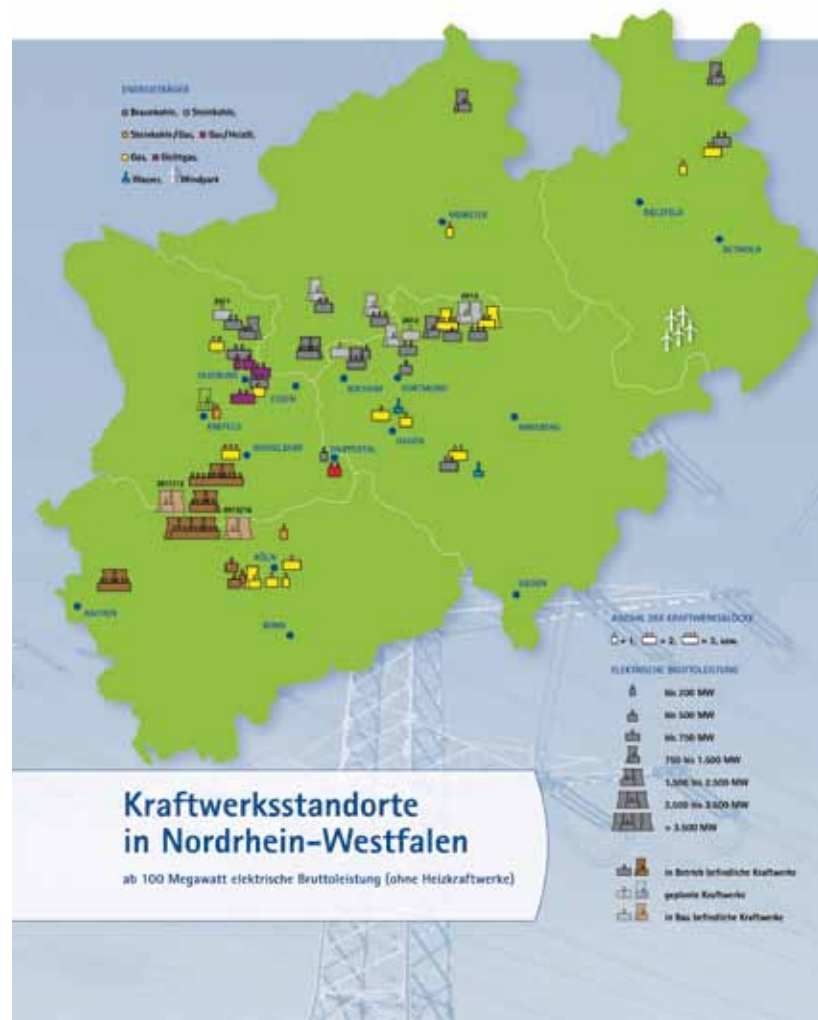 ENERGIETRÄGER
Braunkohle, Steinkohle,
Steinkohle/Gas, Gas/Heizöl,
Gas, Gichtgas,
Wasser, Windpark
MÜNSTER
BIELEFELD
DETMOLD
DUISBURG
ESSEN
BOCHUM
DORTMUND
KREFELD
HAGEN
ARNSBERG
DÜSSELDORF
WUPPERTAL
KÖLN
AACHEN
BONN
SIEGEN
ANZAHL DER KRAFTWERKSBLÖCKE
= 1, = 2, = 3, usw.
ELEKTRISCHE BRUTTOLEISTUNG
bis 200 MW
bis 500 MW
bis 750 MW
750 bis 1.500 MW
1.500 bis 2.500 MW
2.500 bis 3.500 MW
> 3.500 MW
Kraftwerksstandorte
in Nordrhein-Westfalen
ab 100 Megawatt elektrische Bruttoleistung (ohne Heizkraftwerke)
in Betrieb befindliche Kraftwerke
geplante Kraftwerke
in Bau befindliche Kraftwerke